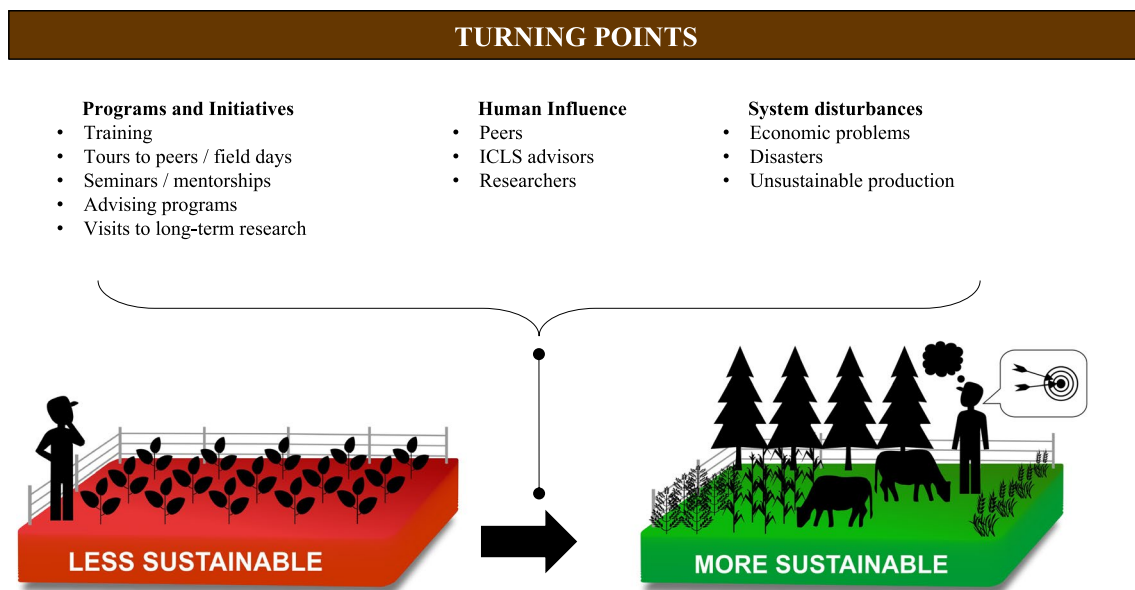 TURNING POINTS
Programs and Initiatives
• Training
• Tours to peers / field days
• Seminars / mentorships
• Advising programs
• Visits to long-term research
Human Influence
• Peers
• ICLS advisors
• Researchers
System disturbances
• Economic problems
• Disasters
• Unsustainable production
LESS SUSTAINABLE
MORE SUSTAINABLE